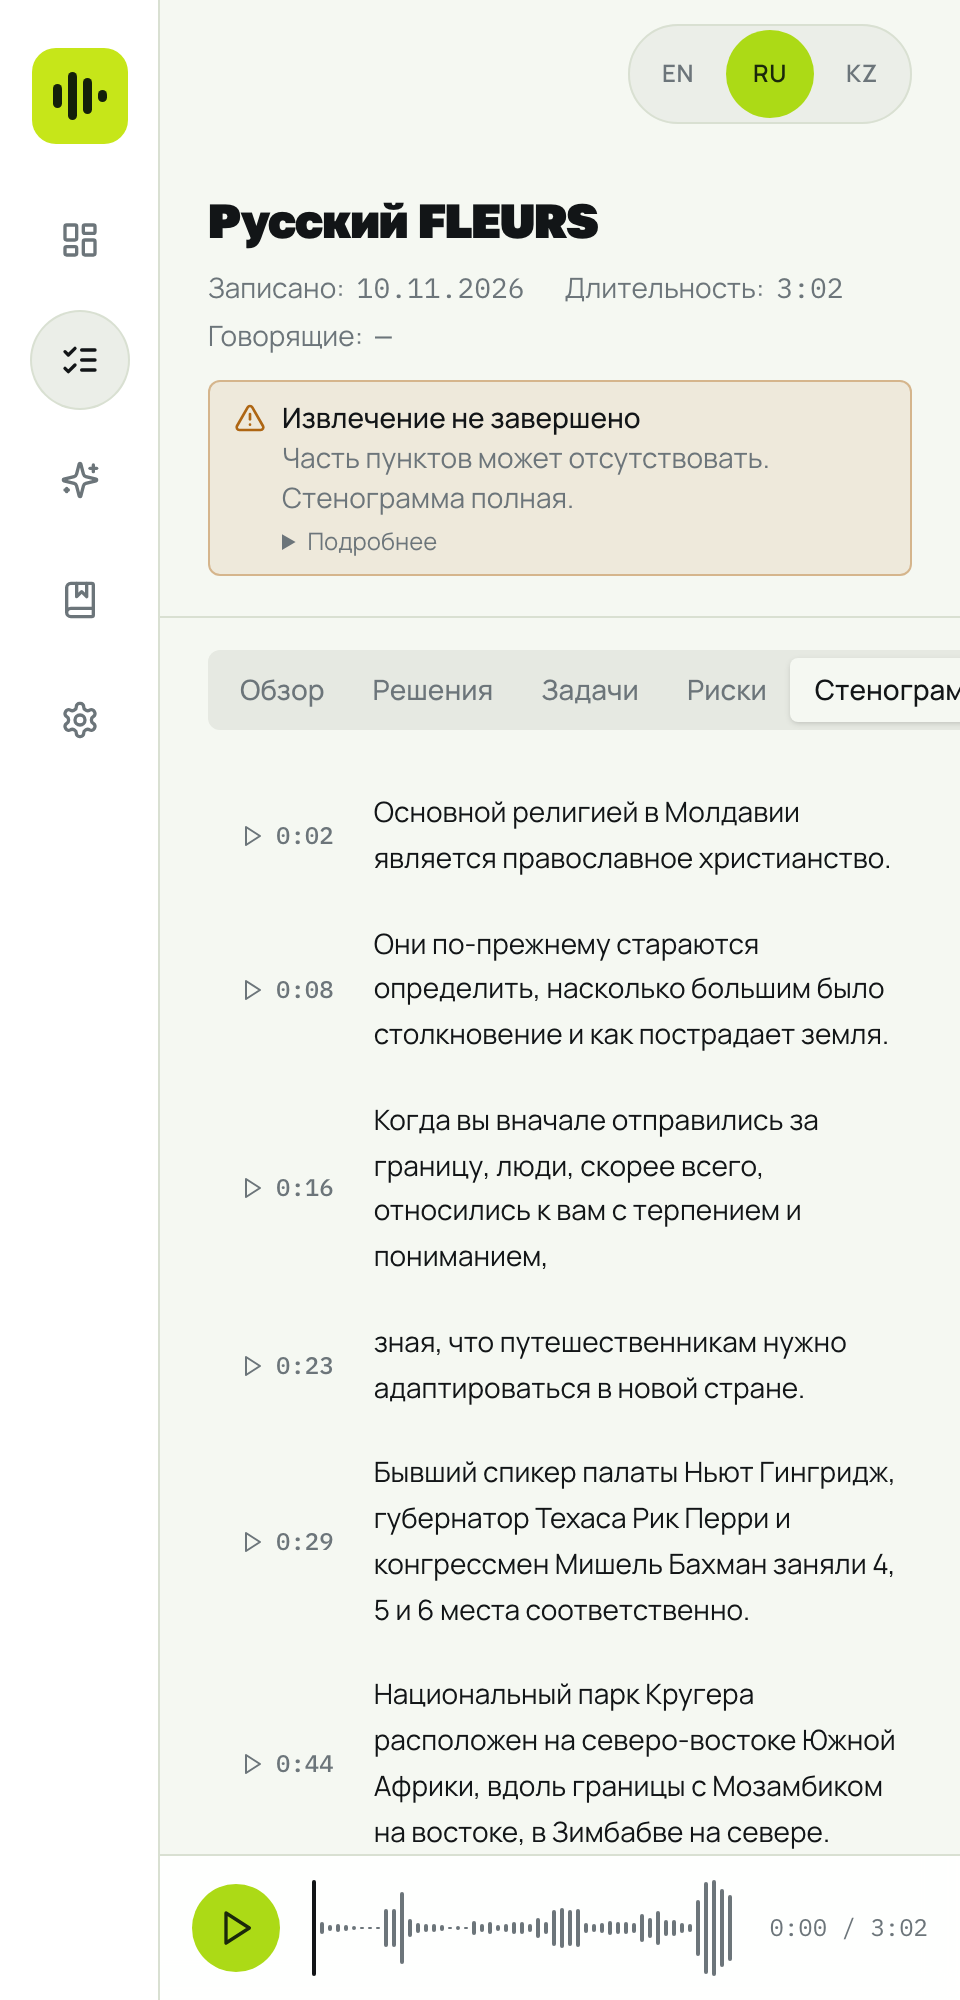 EN RU KZ
Русский FLEURS
Записано: 10.11.2026 Длительность: 3:02
Говорящие: —
Извлечение не завершено
Часть пунктов может отсутствовать.
Стенограмма полная.
Подробнее
Обзор Решения Задачи Риски Стенограм
0:02
Основной религией в Молдавии
является православное христианство.
0:08
Они по-прежнему стараются
определить, насколько большим было
столкновение и как пострадает земля.
0:16
Когда вы вначале отправились за
границу, люди, скорее всего,
относились к вам с терпением и
пониманием,
0:23
зная, что путешественникам нужно
адаптироваться в новой стране.
0:29
Бывший спикер палаты Ньют Гингридж,
губернатор Техаса Рик Перри и
конгрессмен Мишель Бахман заняли 4,
5 и 6 места соответственно.
0:44
Национальный парк Кругера
расположен на северо-востоке Южной
Африки, вдоль границы с Мозамбиком
на востоке, в Зимбабве на севере.
0:00 / 3:02